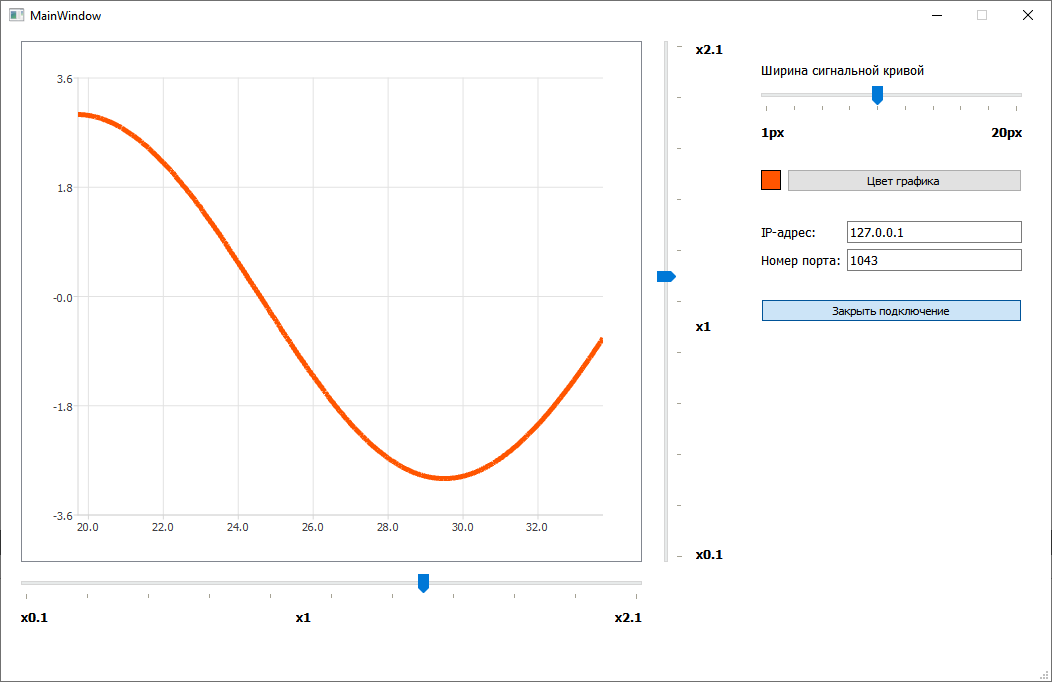 MainWindow
3.6
1.8
-0.0
-1.8
-3.6
20.0 22.0 24.0 26.0 28.0 30.0 32.0
x0.1 x1 x2.1
x2.1
x1
x0.1
Ширина сигнальной кривой
1px 20px
Цвет графика
IP-адрес: 127.0.0.1
Номер порта: 1043
Закрыть подключение